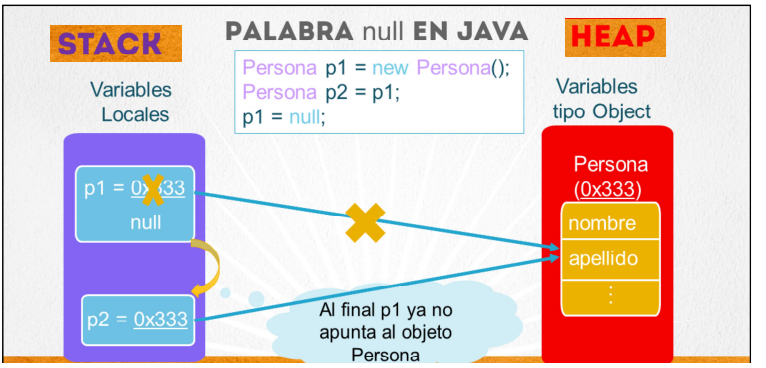 STACK
PALABRA null EN JAVA
HEAP
Persona p1 = new Persona();
Persona p2 = p1;
p1 = null;
Variables
Locales
Variables
tipo Object
p1 = 0x333
null
p2 = 0x333
Persona
(0x333)
nombre
apellido
⋮
Al final p1 ya no
apunta al objeto
Persona